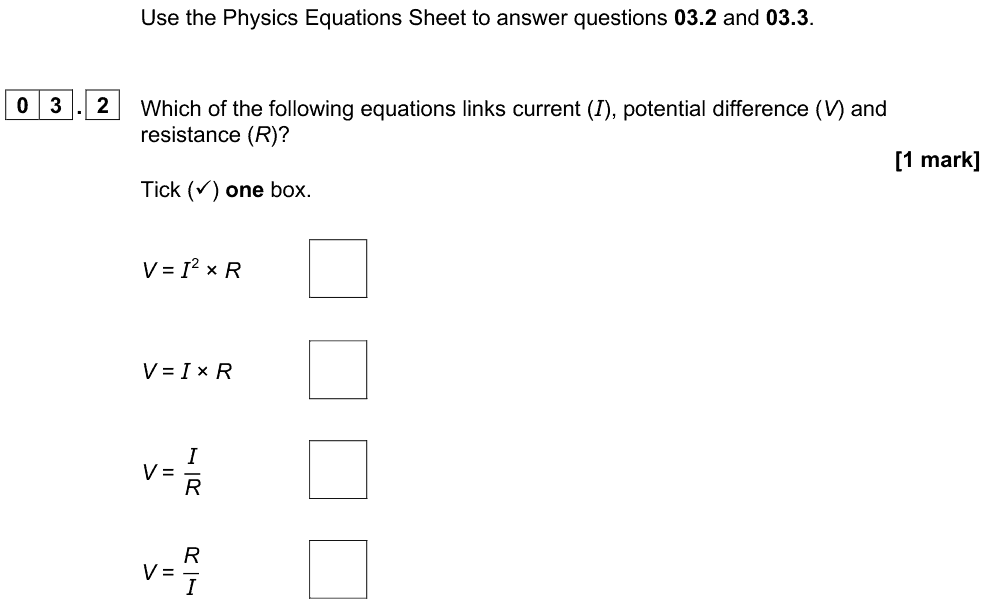 Use the Physics Equations Sheet to answer questions 03.2 and 03.3.
0 3 . 2 Which of the following equations links current (I), potential difference (V) and
resistance (R)?
[1 mark]
Tick (✓) one box.
V = I² × R
V = I × R
V = I/R
V = R/I